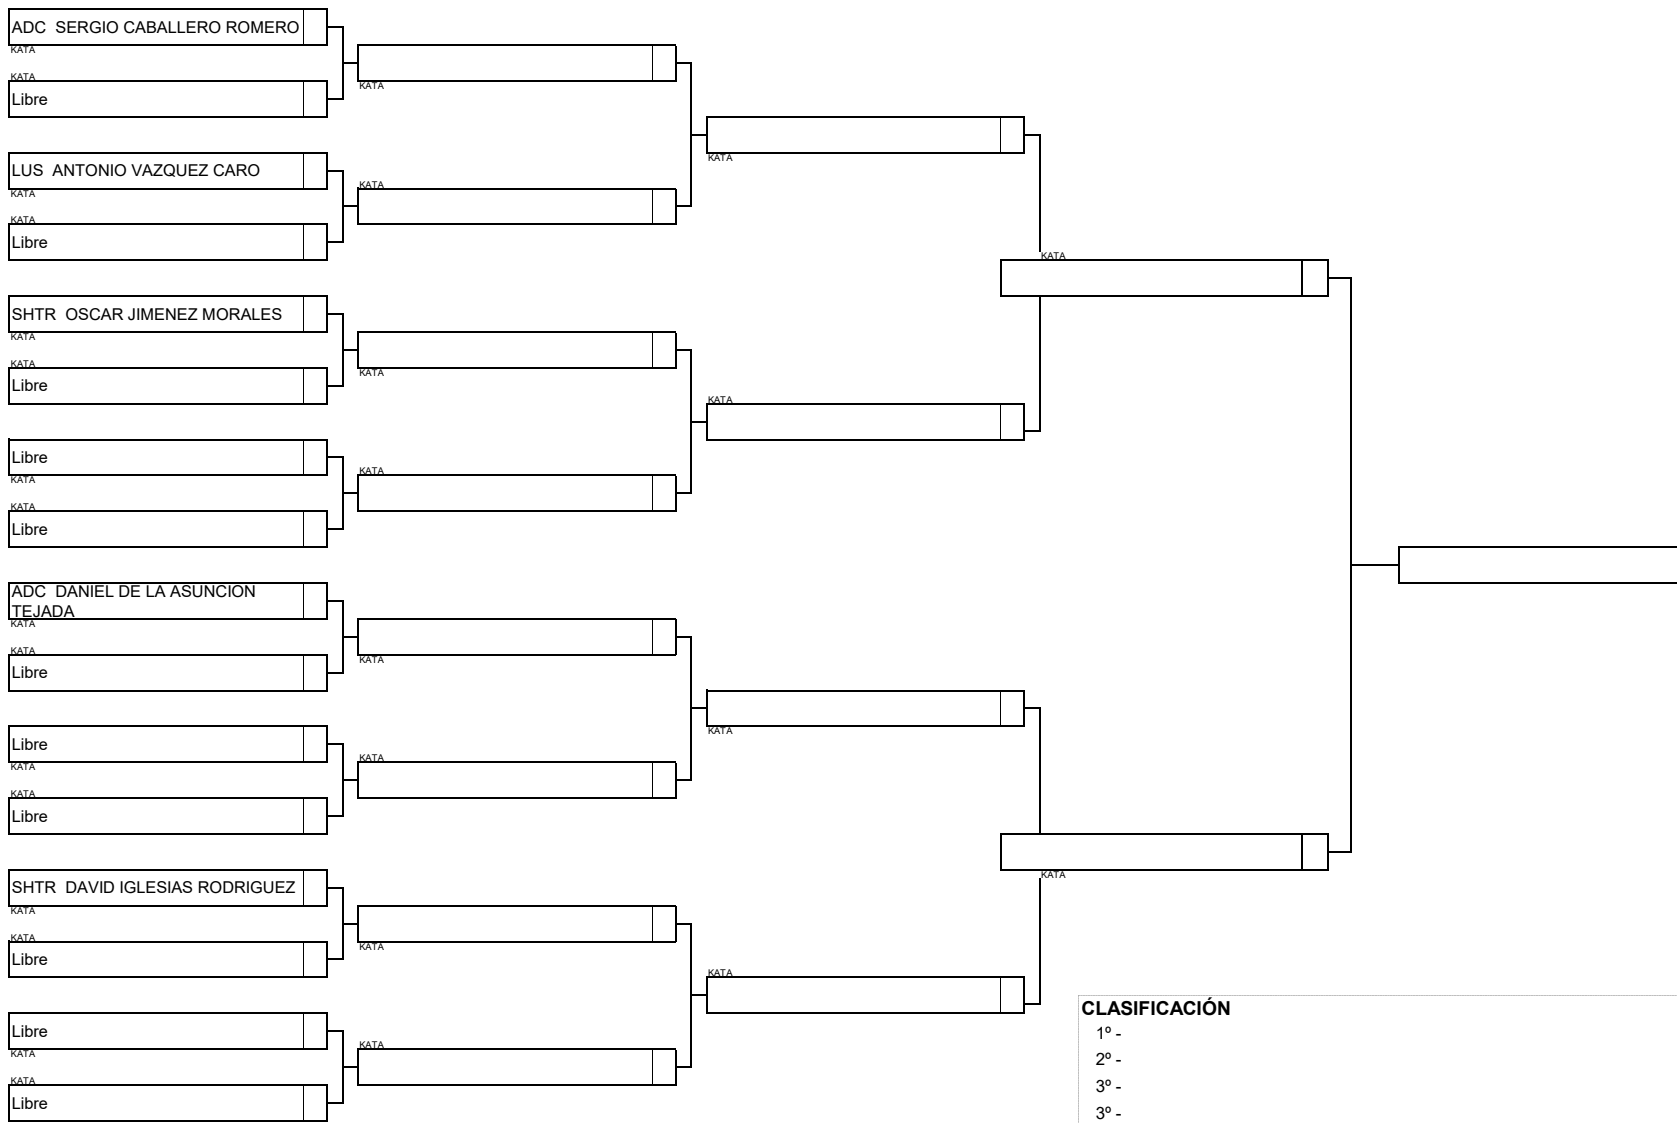 ADC  SERGIO CABALLERO ROMERO
KATA
KATA
Libre
LUS  ANTONIO VAZQUEZ CARO
KATA
KATA
Libre
SHTR  OSCAR JIMENEZ MORALES
KATA
KATA
Libre
Libre
KATA
KATA
Libre
ADC  DANIEL DE LA ASUNCION
TEJADA
KATA
KATA
Libre
Libre
KATA
KATA
Libre
SHTR  DAVID IGLESIAS RODRIGUEZ
KATA
KATA
Libre
Libre
KATA
KATA
Libre
KATA
KATA
KATA
KATA
KATA
KATA
KATA
KATA
KATA
KATA
KATA
KATA
KATA
KATA
CLASIFICACIÓN
1º -
2º -
3º -
3º -